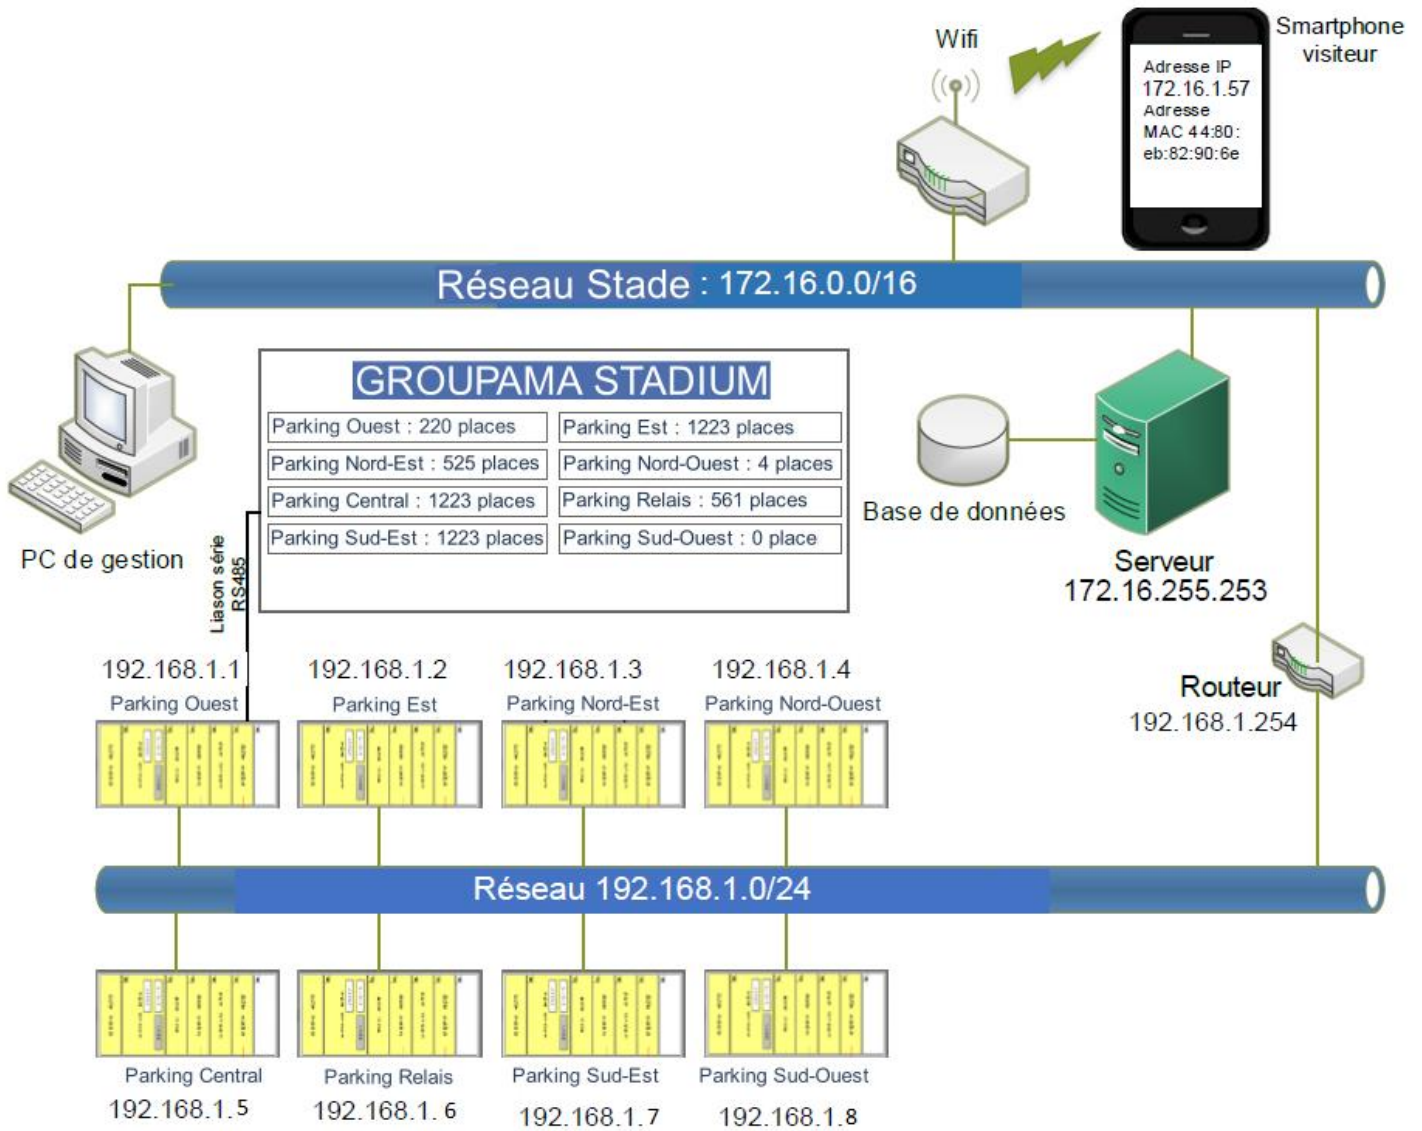 Wifi
Smartphone
visiteur
Adresse IP
172.16.1.57
Adresse
MAC 44:80:
eb:82:90:6e
Réseau Stade : 172.16.0.0/16
GROUPAMA STADIUM
Parking Ouest : 220 places
Parking Est : 1223 places
Parking Nord-Est : 525 places
Parking Nord-Ouest : 4 places
Parking Central : 1223 places
Parking Relais : 561 places
Parking Sud-Est : 1223 places
Parking Sud-Ouest : 0 place
PC de gestion
Liason série
RS485
Base de données
Serveur
172.16.255.253
Routeur
192.168.1.254
192.168.1.1
192.168.1.2
192.168.1.3
192.168.1.4
Parking Ouest
Parking Est
Parking Nord-Est
Parking Nord-Ouest
Réseau 192.168.1.0/24
Parking Central
Parking Relais
Parking Sud-Est
Parking Sud-Ouest
192.168.1.5
192.168.1.6
192.168.1.7
192.168.1.8